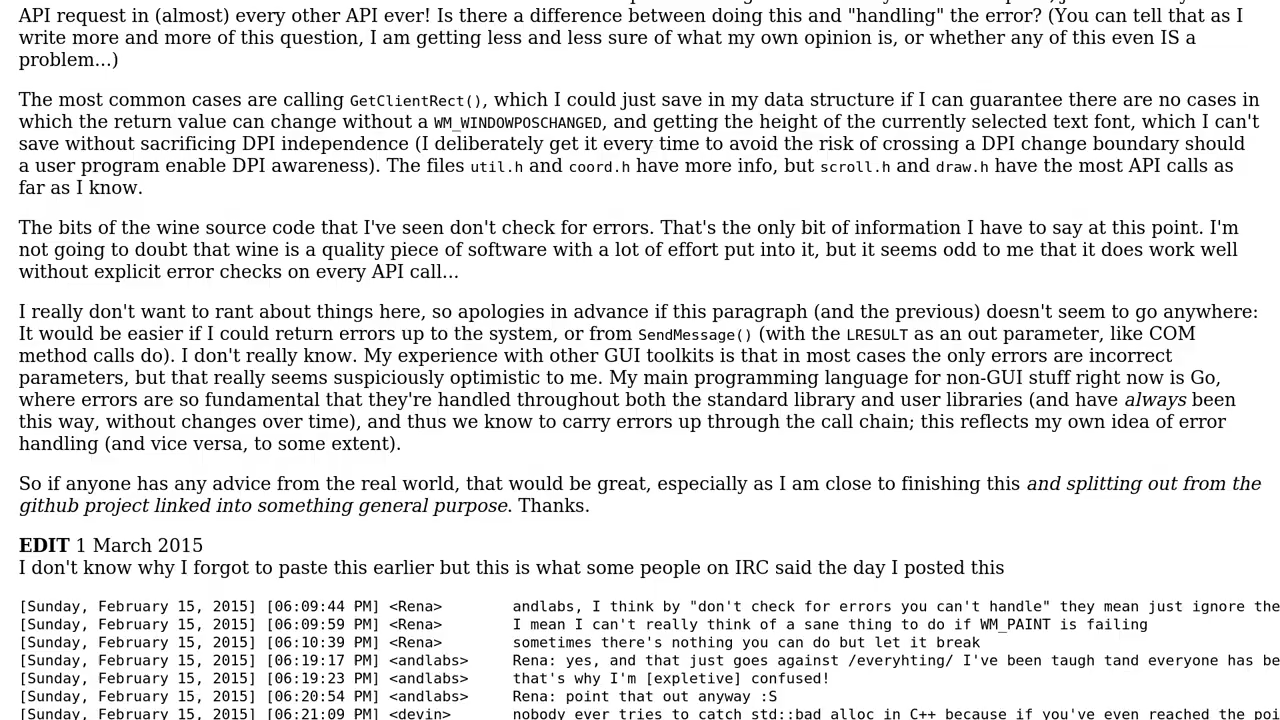 API request in (almost) every other API ever! Is there a difference between doing this and "handling" the error? (You can tell that as I
write more and more of this question, I am getting less and less sure of what my own opinion is, or whether any of this even IS a
problem...)
The most common cases are calling GetClientRect(), which I could just save in my data structure if I can guarantee there are no cases in
which the return value can change without a WM_WINDOWPOSCHANGED, and getting the height of the currently selected text font, which I can't
save without sacrificing DPI independence (I deliberately get it every time to avoid the risk of crossing a DPI change boundary should
a user program enable DPI awareness). The files util.h and coord.h have more info, but scroll.h and draw.h have the most API calls as
far as I know.
The bits of the wine source code that I've seen don't check for errors. That's the only bit of information I have to say at this point. I'm
not going to doubt that wine is a quality piece of software with a lot of effort put into it, but it seems odd to me that it does work well
without explicit error checks on every API call...
I really don't want to rant about things here, so apologies in advance if this paragraph (and the previous) doesn't seem to go anywhere:
It would be easier if I could return errors up to the system, or from SendMessage() (with the LRESULT as an out parameter, like COM
method calls do). I don't really know. My experience with other GUI toolkits is that in most cases the only errors are incorrect
parameters, but that really seems suspiciously optimistic to me. My main programming language for non-GUI stuff right now is Go,
where errors are so fundamental that they're handled throughout both the standard library and user libraries (and have always been
this way, without changes over time), and thus we know to carry errors up through the call chain; this reflects my own idea of error
handling (and vice versa, to some extent).
So if anyone has any advice from the real world, that would be great, especially as I am close to finishing this and splitting out from the
github project linked into something general purpose. Thanks.
EDIT 1 March 2015
I don't know why I forgot to paste this earlier but this is what some people on IRC said the day I posted this
[Sunday, February 15, 2015] [06:09:44 PM] <Rena> andlabs, I think by "don't check for errors you can't handle" they mean just ignore the
[Sunday, February 15, 2015] [06:09:59 PM] <Rena> I mean I can't really think of a sane thing to do if WM_PAINT is failing
[Sunday, February 15, 2015] [06:10:39 PM] <Rena> sometimes there's nothing you can do but let it break
[Sunday, February 15, 2015] [06:19:17 PM] <andlabs> Rena: yes, and that just goes against /everyhting/ I've been taugh tand everyone has be
[Sunday, February 15, 2015] [06:19:23 PM] <andlabs> that's why I'm [expletive] confused!
[Sunday, February 15, 2015] [06:20:54 PM] <andlabs> Rena: point that out anyway :S
[Sunday, February 15, 2015] [06:21:09 PM] <devin> nobody ever tries to catch std::bad alloc in C++ because if you've even reached the poi